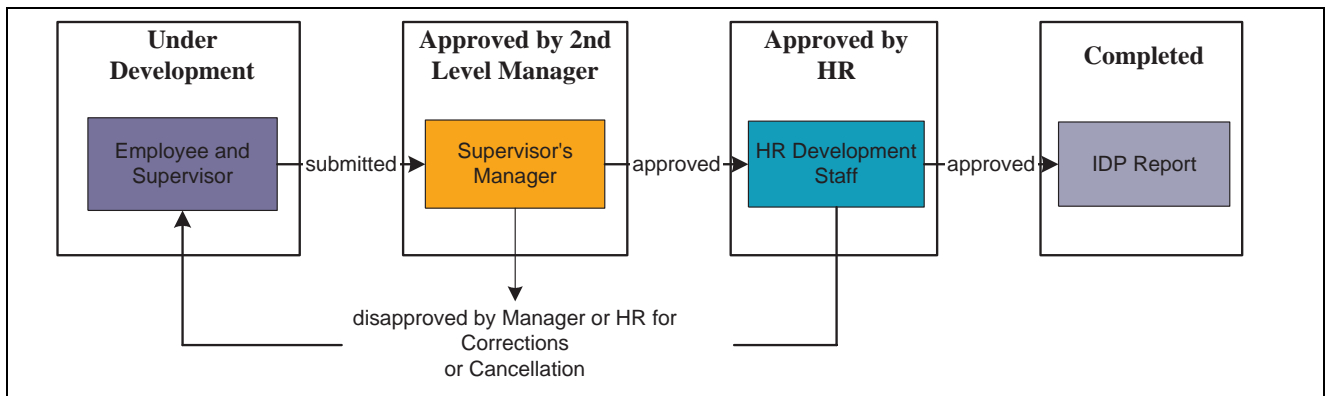 Under
Development
Employee and
Supervisor
submitted
Approved by 2nd
Level Manager
Supervisor's
Manager
approved
Approved by
HR
HR Development
Staff
approved
Completed
IDP Report
disapproved by Manager or HR for
Corrections
or Cancellation